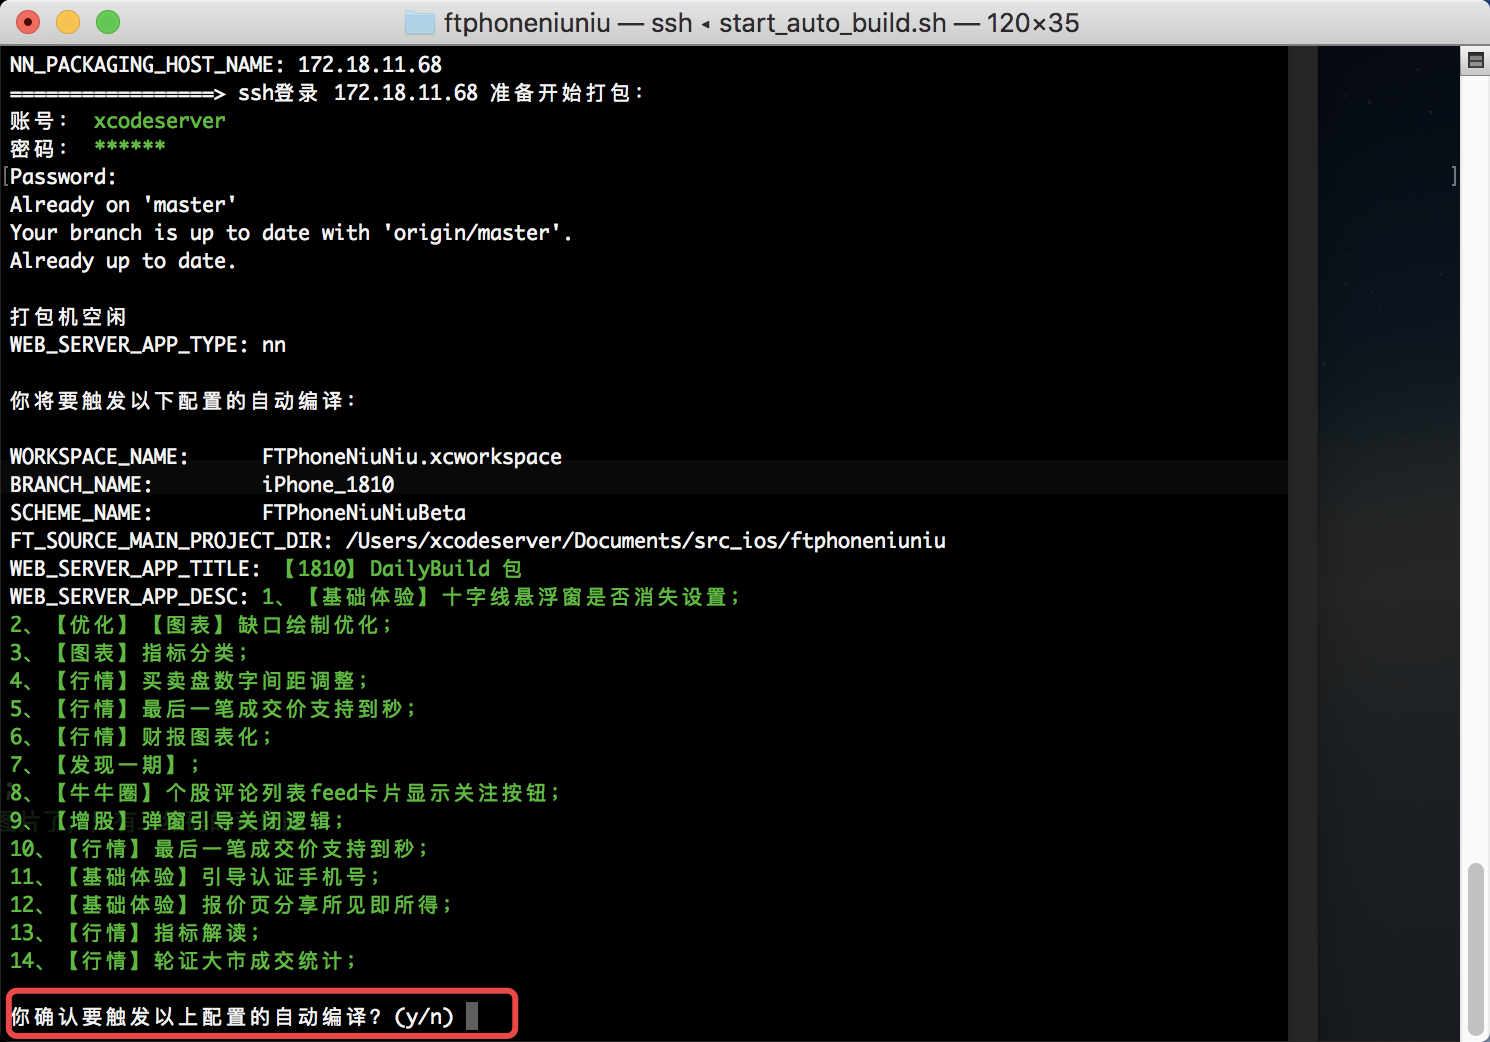 ftphoneniuniu — ssh ◂ start_auto_build.sh — 120×35
NN_PACKAGING_HOST_NAME: 172.18.11.68
=================> ssh登录 172.18.11.68 准备开始打包：
账号： xcodeserver
密码： ******
[Password: ]
Already on 'master'
Your branch is up to date with 'origin/master'.
Already up to date.
打包机空闲
WEB_SERVER_APP_TYPE: nn
你将要触发以下配置的自动编译：
WORKSPACE_NAME: FTPhoneNiuNiu.xcworkspace
BRANCH_NAME: iPhone_1810
SCHEME_NAME: FTPhoneNiuNiuBeta
FT_SOURCE_MAIN_PROJECT_DIR: /Users/xcodeserver/Documents/src_ios/ftphoneniuniu
WEB_SERVER_APP_TITLE: 【1810】DailyBuild 包
WEB_SERVER_APP_DESC: 1、【基础体验】十字线悬浮窗是否消失设置；
2、【优化】【图表】缺口绘制优化；
3、【图表】指标分类；
4、【行情】买卖盘数字间距调整；
5、【行情】最后一笔成交价支持到秒；
6、【行情】财报图表化；
7、【发现一期】；
8、【牛牛圈】个股评论列表feed卡片显示关注按钮；
9、【增股】弹窗引导关闭逻辑；
10、【行情】最后一笔成交价支持到秒；
11、【基础体验】引导认证手机号；
12、【基础体验】报价页分享所见即所得；
13、【行情】指标解读；
14、【行情】轮证大市成交统计；
你确认要触发以上配置的自动编译？(y/n)